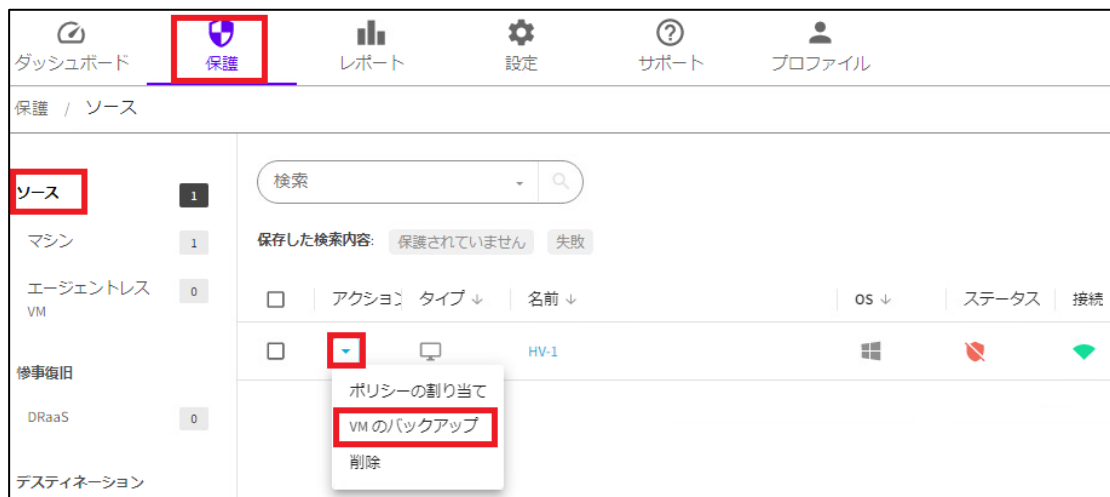 ダッシュボード 保護 レポート 設定 サポート プロファイル
保護 / ソース
ソース 1
マシン 1
エージェントレス VM 0
惨事復旧
DRaaS 0
デスティネーション
検索
保存した検索内容: 保護されていません 失敗
アクション タイプ 名前 OS ステータス 接続
HV-1
ポリシーの割り当て
VM のバックアップ
削除